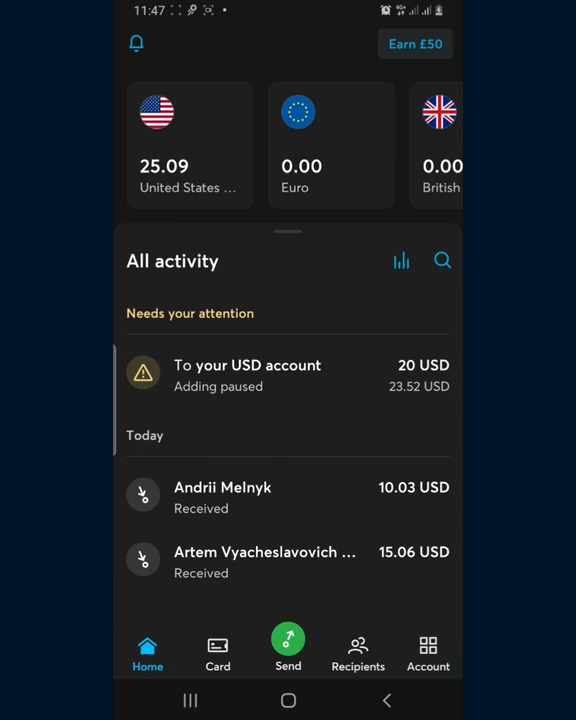 11:47
4G+
Earn £50
25.09
United States ...
0.00
Euro
0.00
British
All activity
Needs your attention
To your USD account
20 USD
Adding paused
23.52 USD
Today
Andrii Melnyk
10.03 USD
Received
Artem Vyacheslavovich ...
15.06 USD
Received
Home
Card
Send
Recipients
Account